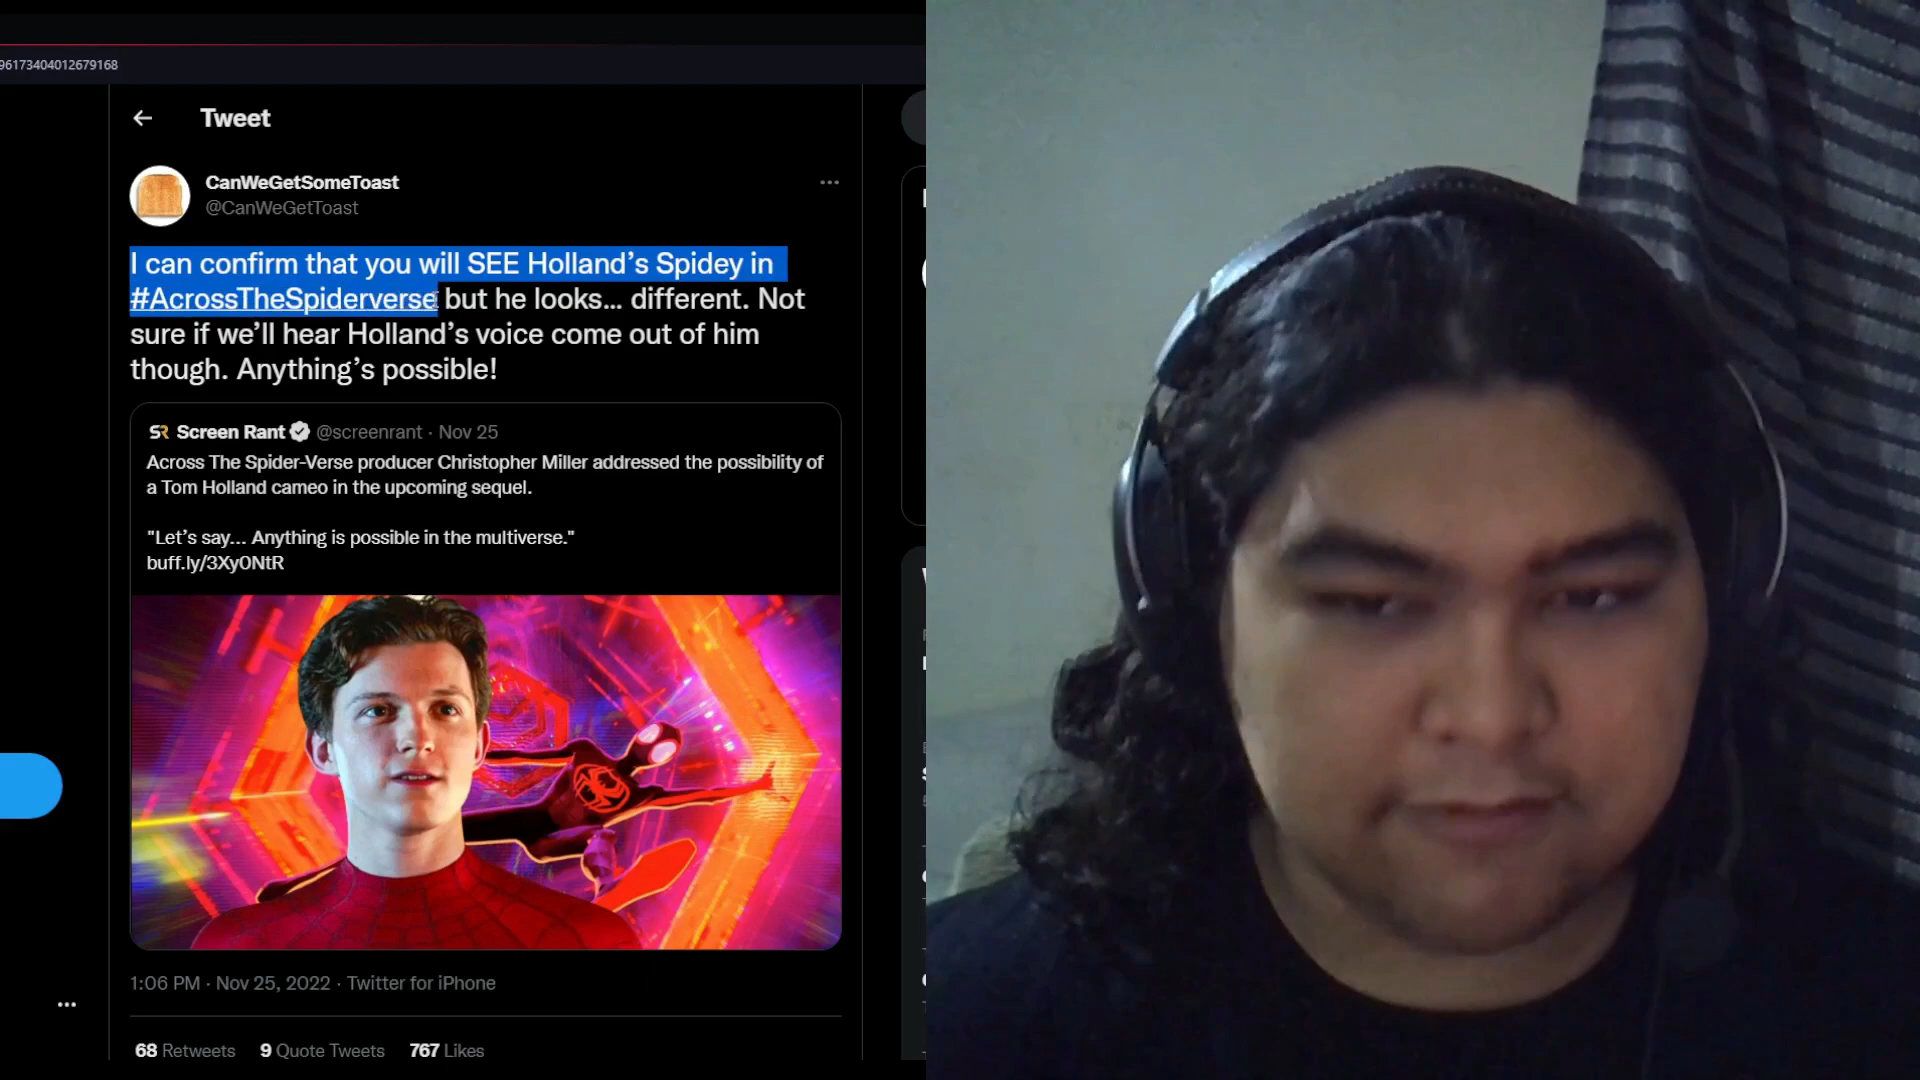 96173404012679168
Tweet
CanWeGetSomeToast
@CanWeGetToast
I can confirm that you will SEE Holland’s Spidey in
#AcrossTheSpiderverse but he looks... different. Not
sure if we’ll hear Holland’s voice come out of him
though. Anything’s possible!
SR Screen Rant @screenrant · Nov 25
Across The Spider-Verse producer Christopher Miller addressed the possibility of
a Tom Holland cameo in the upcoming sequel.
"Let’s say... Anything is possible in the multiverse."
buff.ly/3Xy0NtR
1:06 PM · Nov 25, 2022 · Twitter for iPhone
68 Retweets 9 Quote Tweets 767 Likes